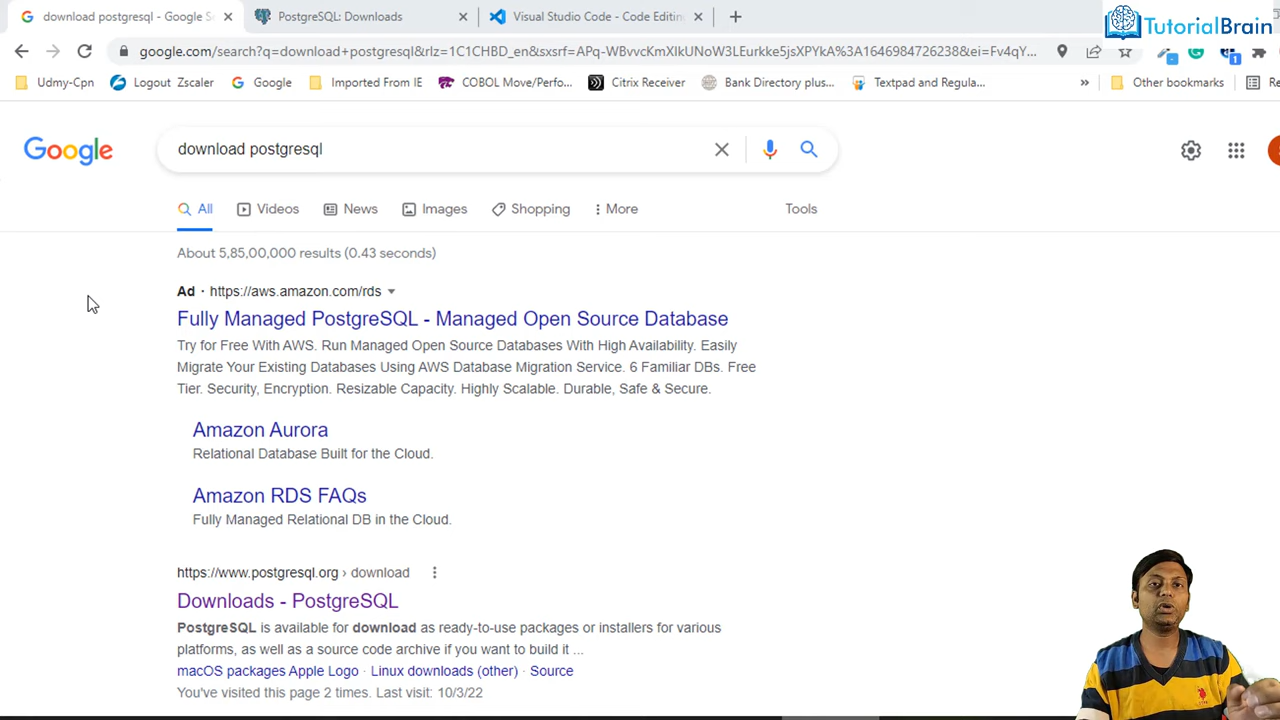 download postgresql - Google S
PostgreSQL: Downloads
Visual Studio Code - Code Editin
TutorialBrain
google.com/search?q=download+postgresql&rlz=1C1CHBD_en&sxsrf=APq-WBvvcKmXIkUNoW3LEurkke5jsXPYkA%3A1646984726238&ei=Fv4qY...
Udmy-Cpn
Logout Zscaler
Google
Imported From IE
COBOL Move/Perfo...
Citrix Receiver
Bank Directory plus...
Textpad and Regula...
»
Other bookmarks
Re
Google
download postgresql
All
Videos
News
Images
Shopping
More
Tools
About 5,85,00,000 results (0.43 seconds)
Ad · https://aws.amazon.com/rds
Fully Managed PostgreSQL - Managed Open Source Database
Try for Free With AWS. Run Managed Open Source Databases With High Availability. Easily
Migrate Your Existing Databases Using AWS Database Migration Service. 6 Familiar DBs. Free
Tier. Security, Encryption. Resizable Capacity. Highly Scalable. Durable, Safe & Secure.
Amazon Aurora
Relational Database Built for the Cloud.
Amazon RDS FAQs
Fully Managed Relational DB in the Cloud.
https://www.postgresql.org › download
Downloads - PostgreSQL
PostgreSQL is available for download as ready-to-use packages or installers for various
platforms, as well as a source code archive if you want to build it ...
macOS packages Apple Logo · Linux downloads (other) · Source
You've visited this page 2 times. Last visit: 10/3/22